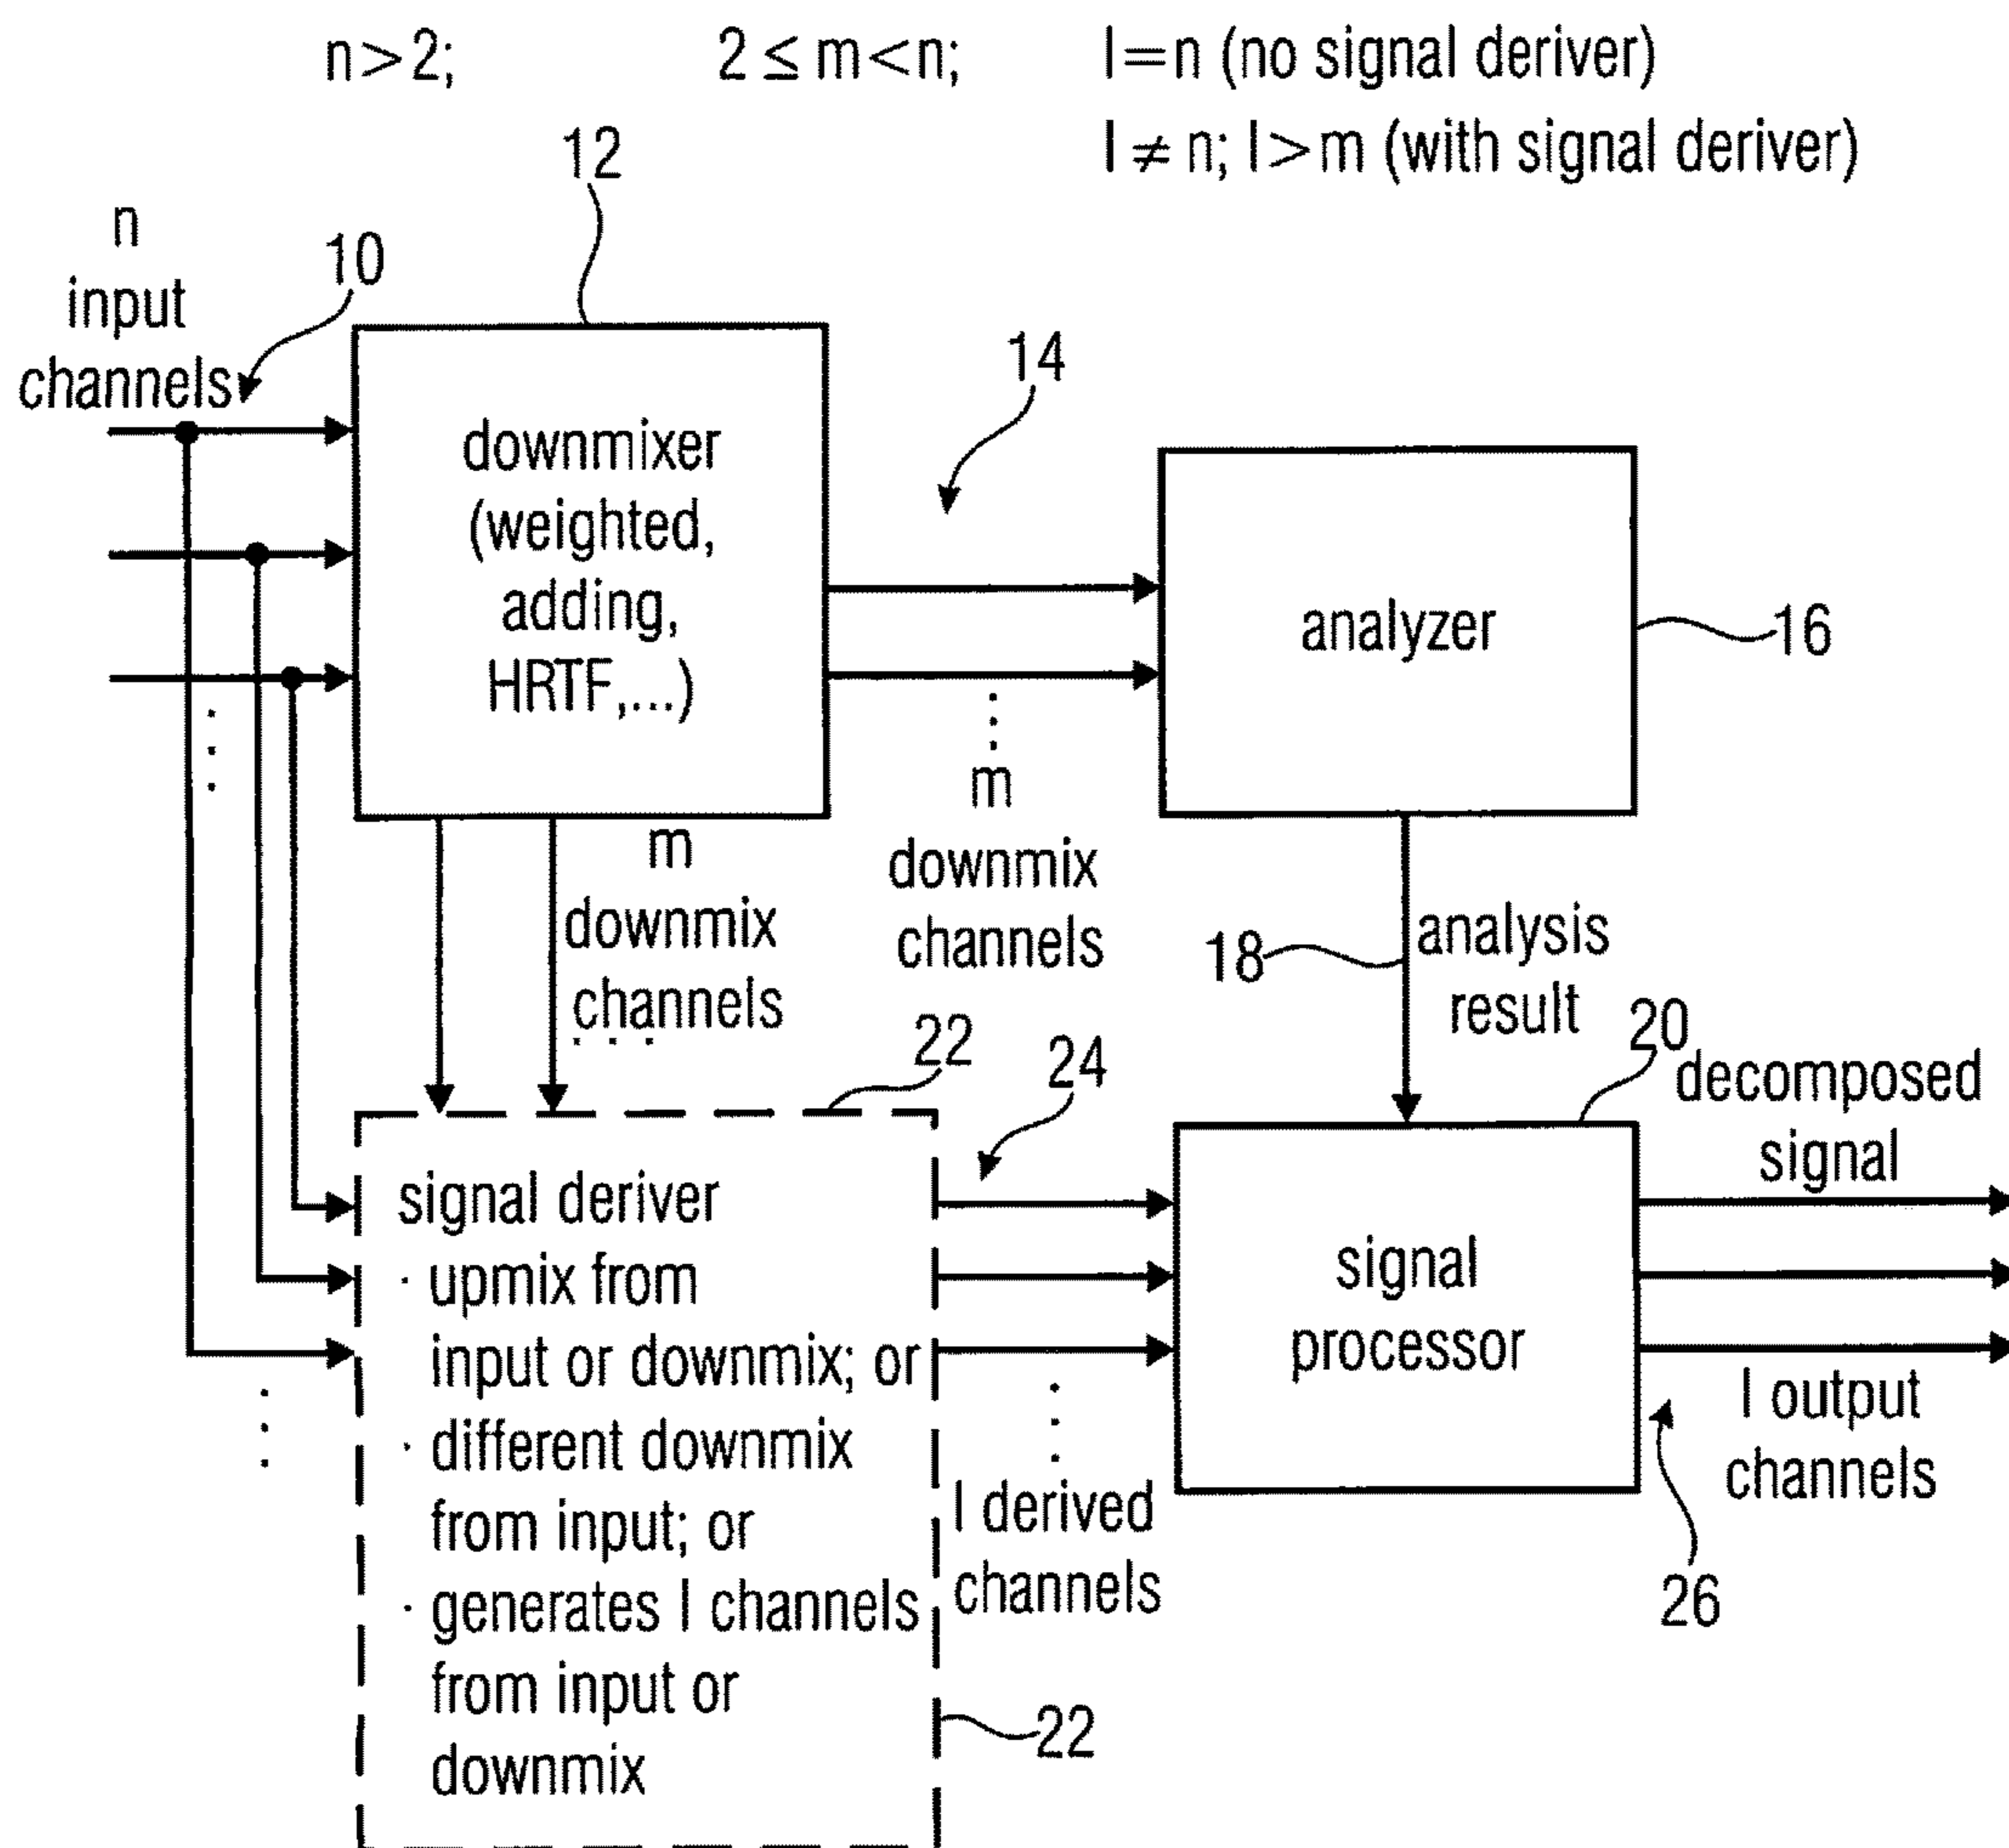 n>2; 2 ≤ m<n; l=n (no signal deriver)
l ≠ n; l>m (with signal deriver)
12
n
input
channels
10
downmixer
(weighted,
adding,
HRTF,...)
14
analyzer
16
m
downmix
channels
m
downmix
channels
18
analysis
result
22
24
20
decomposed
signal
signal deriver
· upmix from
input or downmix; or
· different downmix
from input; or
· generates l channels
from input or
downmix
signal
processor
l derived
channels
l output
channels
26
22